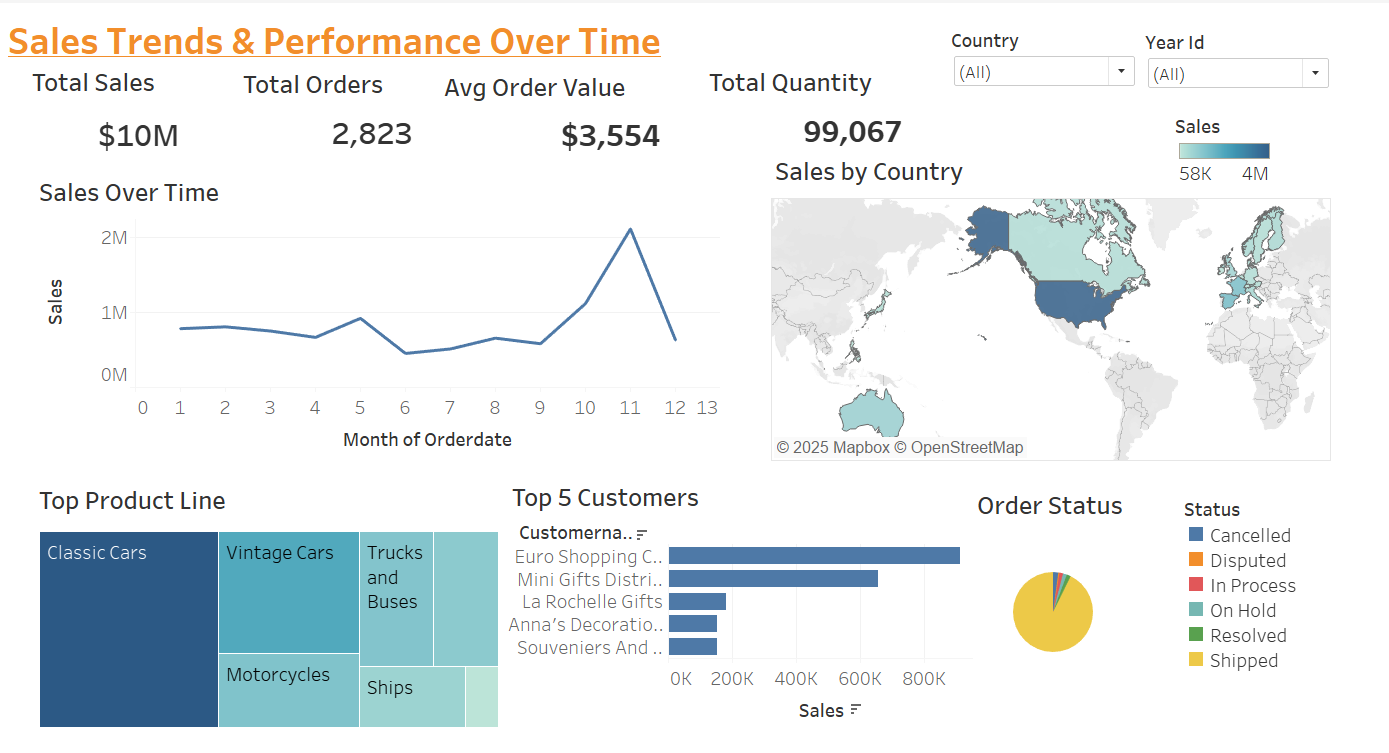 Sales Trends & Performance Over Time
Country
(All)
Year Id
(All)
Total Sales
$10M
Total Orders
2,823
Avg Order Value
$3,554
Total Quantity
99,067
Sales
58K 4M
Sales Over Time
2M
1M
0M
Sales
0 1 2 3 4 5 6 7 8 9 10 11 12 13
Month of Orderdate
Sales by Country
© 2025 Mapbox © OpenStreetMap
Top Product Line
Classic Cars
Vintage Cars
Motorcycles
Trucks
and
Buses
Ships
Top 5 Customers
Customerna..
Euro Shopping C..
Mini Gifts Distri..
La Rochelle Gifts
Anna's Decoratio..
Souveniers And ..
0K 200K 400K 600K 800K
Sales
Order Status
Status
Cancelled
Disputed
In Process
On Hold
Resolved
Shipped